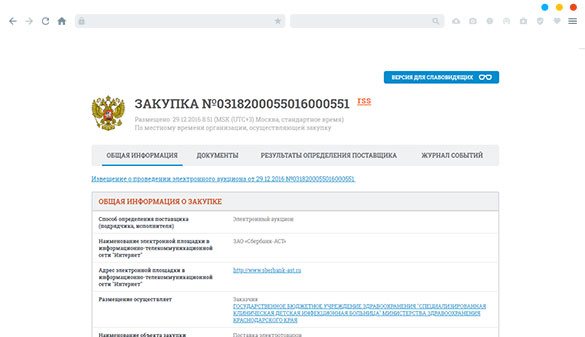 ВЕРСИЯ ДЛЯ СЛАБОВИДЯЩИХ
ЗАКУПКА №0318200055016000551 FSS
Размещено 29.12.2016 8:51 (MSK (UTC+3) Москва, стандартное время)
По местному времени организации, осуществляющей закупку
ОБЩАЯ ИНФОРМАЦИЯ ДОКУМЕНТЫ РЕЗУЛЬТАТЫ ОПРЕДЕЛЕНИЯ ПОСТАВЩИКА ЖУРНАЛ СОБЫТИЙ
Извещение о проведении электронного аукциона от 29.12.2016 №0318200055016000551
ОБЩАЯ ИНФОРМАЦИЯ О ЗАКУПКЕ
Способ определения поставщика Электронный аукцион
(подрядчика, исполнителя)
Наименование электронной площадки в ЗАО «Сбербанк-АСТ»
информационно-телекоммуникационной
сети "Интернет"
Адрес электронной площадки в http://www.sberbank-ast.ru
информационно-телекоммуникационной
сети "Интернет"
Размещение осуществляет Заказчик
ГОСУДАРСТВЕННОЕ БЮДЖЕТНОЕ УЧРЕЖДЕНИЕ ЗДРАВООХРАНЕНИЯ "СПЕЦИАЛИЗИРОВАННАЯ
КЛИНИЧЕСКАЯ ДЕТСКАЯ ИНФЕКЦИОННАЯ БОЛЬНИЦА" МИНИСТЕРСТВА ЗДРАВООХРАНЕНИЯ
КРАСНОДАРСКОГО КРАЯ
Наименование объекта закупки Поставка электротоваров